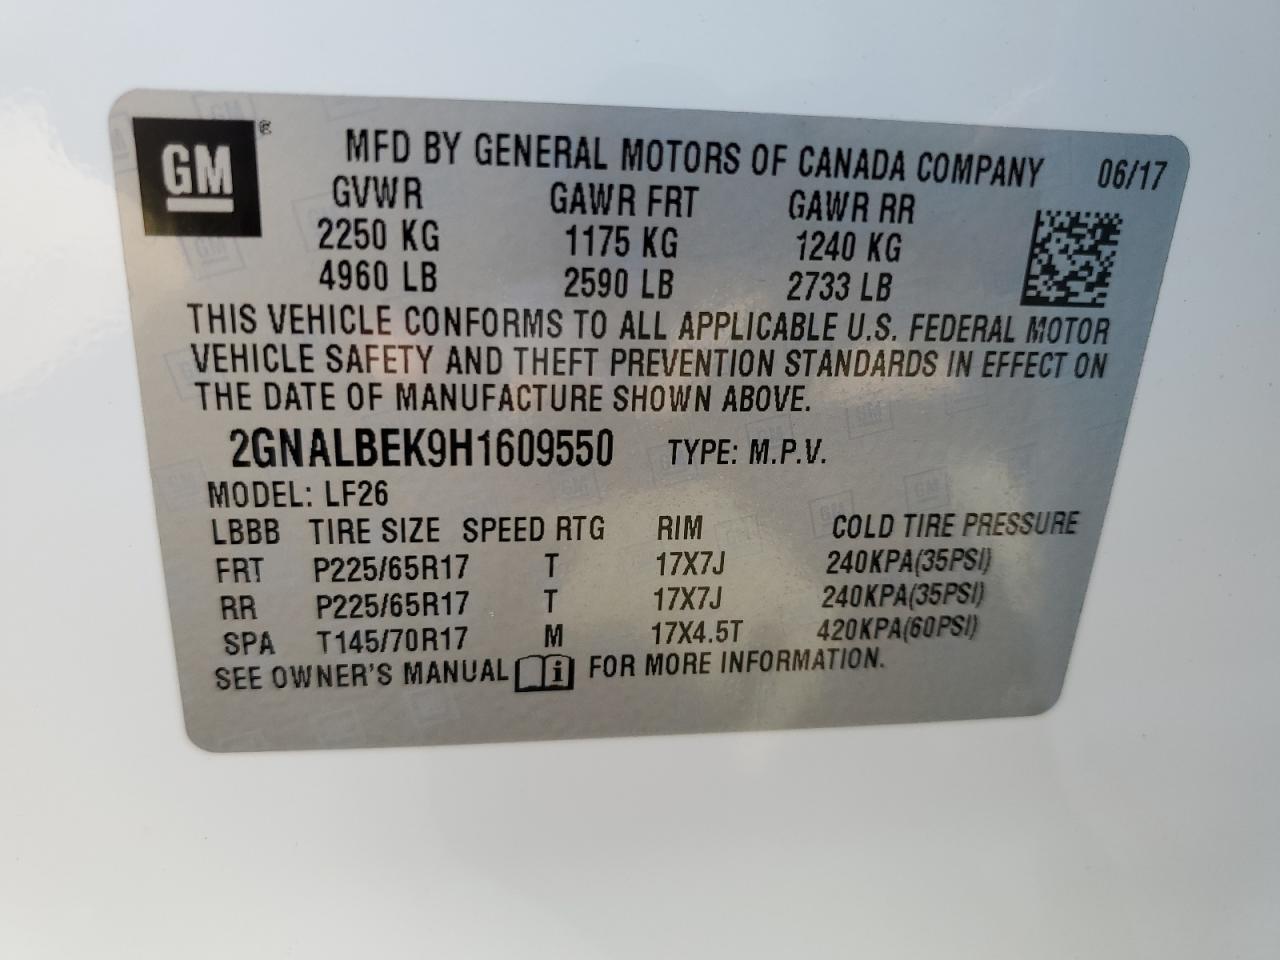 GM ®
MFD BY GENERAL MOTORS OF CANADA COMPANY 06/17
GVWR GAWR FRT GAWR RR
2250 KG 1175 KG 1240 KG
4960 LB 2590 LB 2733 LB
THIS VEHICLE CONFORMS TO ALL APPLICABLE U.S. FEDERAL MOTOR
VEHICLE SAFETY AND THEFT PREVENTION STANDARDS IN EFFECT ON
THE DATE OF MANUFACTURE SHOWN ABOVE.
2GNALBEK9H1609550 TYPE: M.P.V.
MODEL: LF26
LBBB TIRE SIZE SPEED RTG RIM COLD TIRE PRESSURE
FRT P225/65R17 T 17X7J 240KPA(35PSI)
RR P225/65R17 T 17X7J 240KPA(35PSI)
SPA T145/70R17 M 17X4.5T 420KPA(60PSI)
SEE OWNER'S MANUAL i FOR MORE INFORMATION.